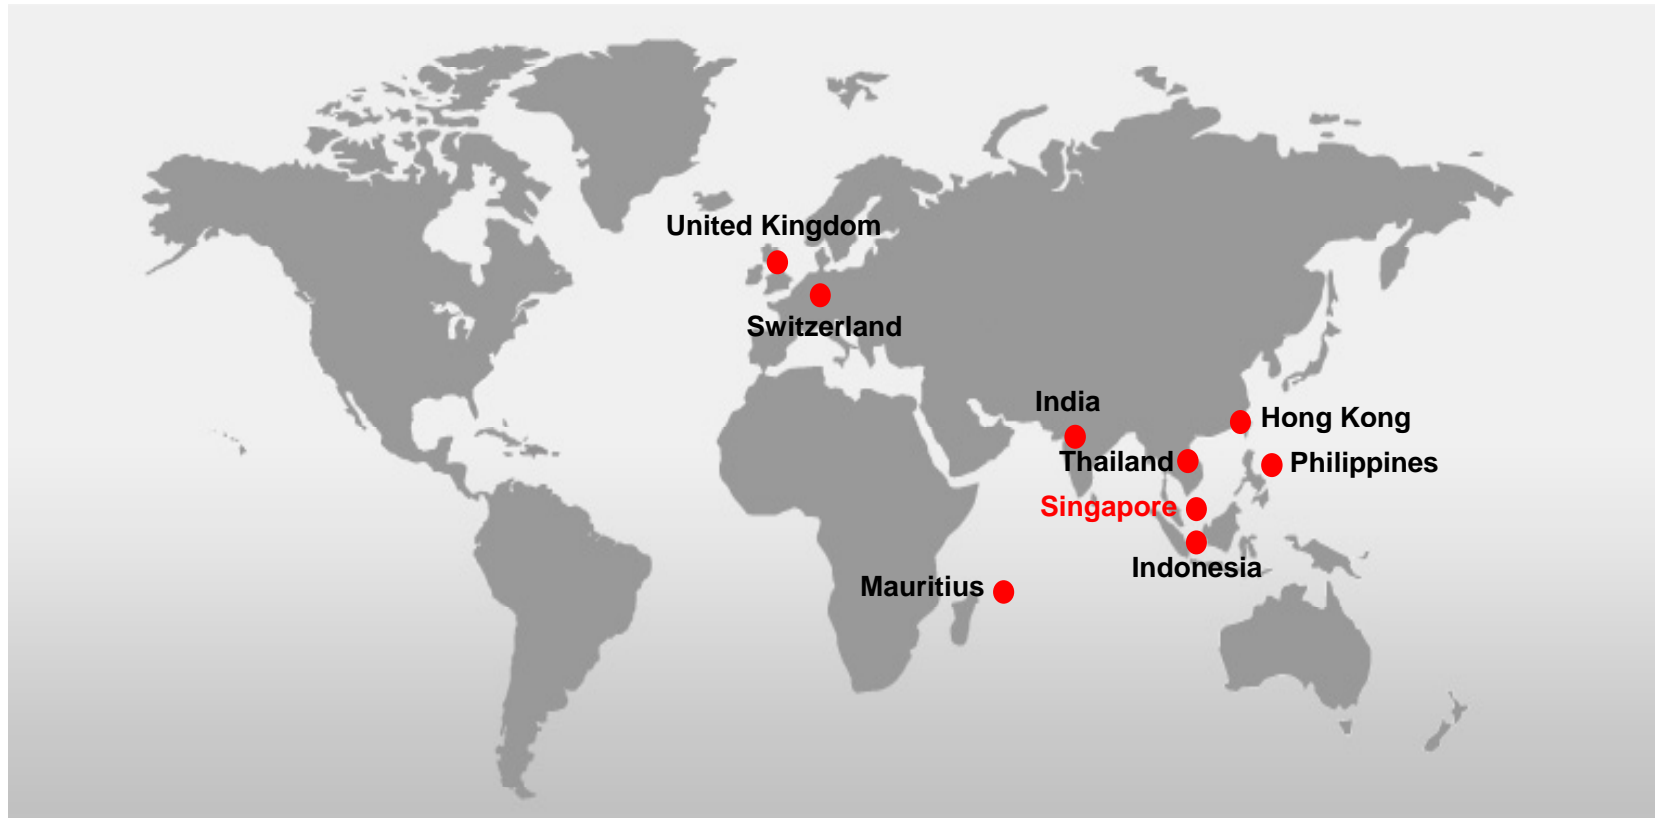 United Kingdom
Switzerland
India
Hong Kong
Thailand
Philippines
Singapore
Indonesia
Mauritius